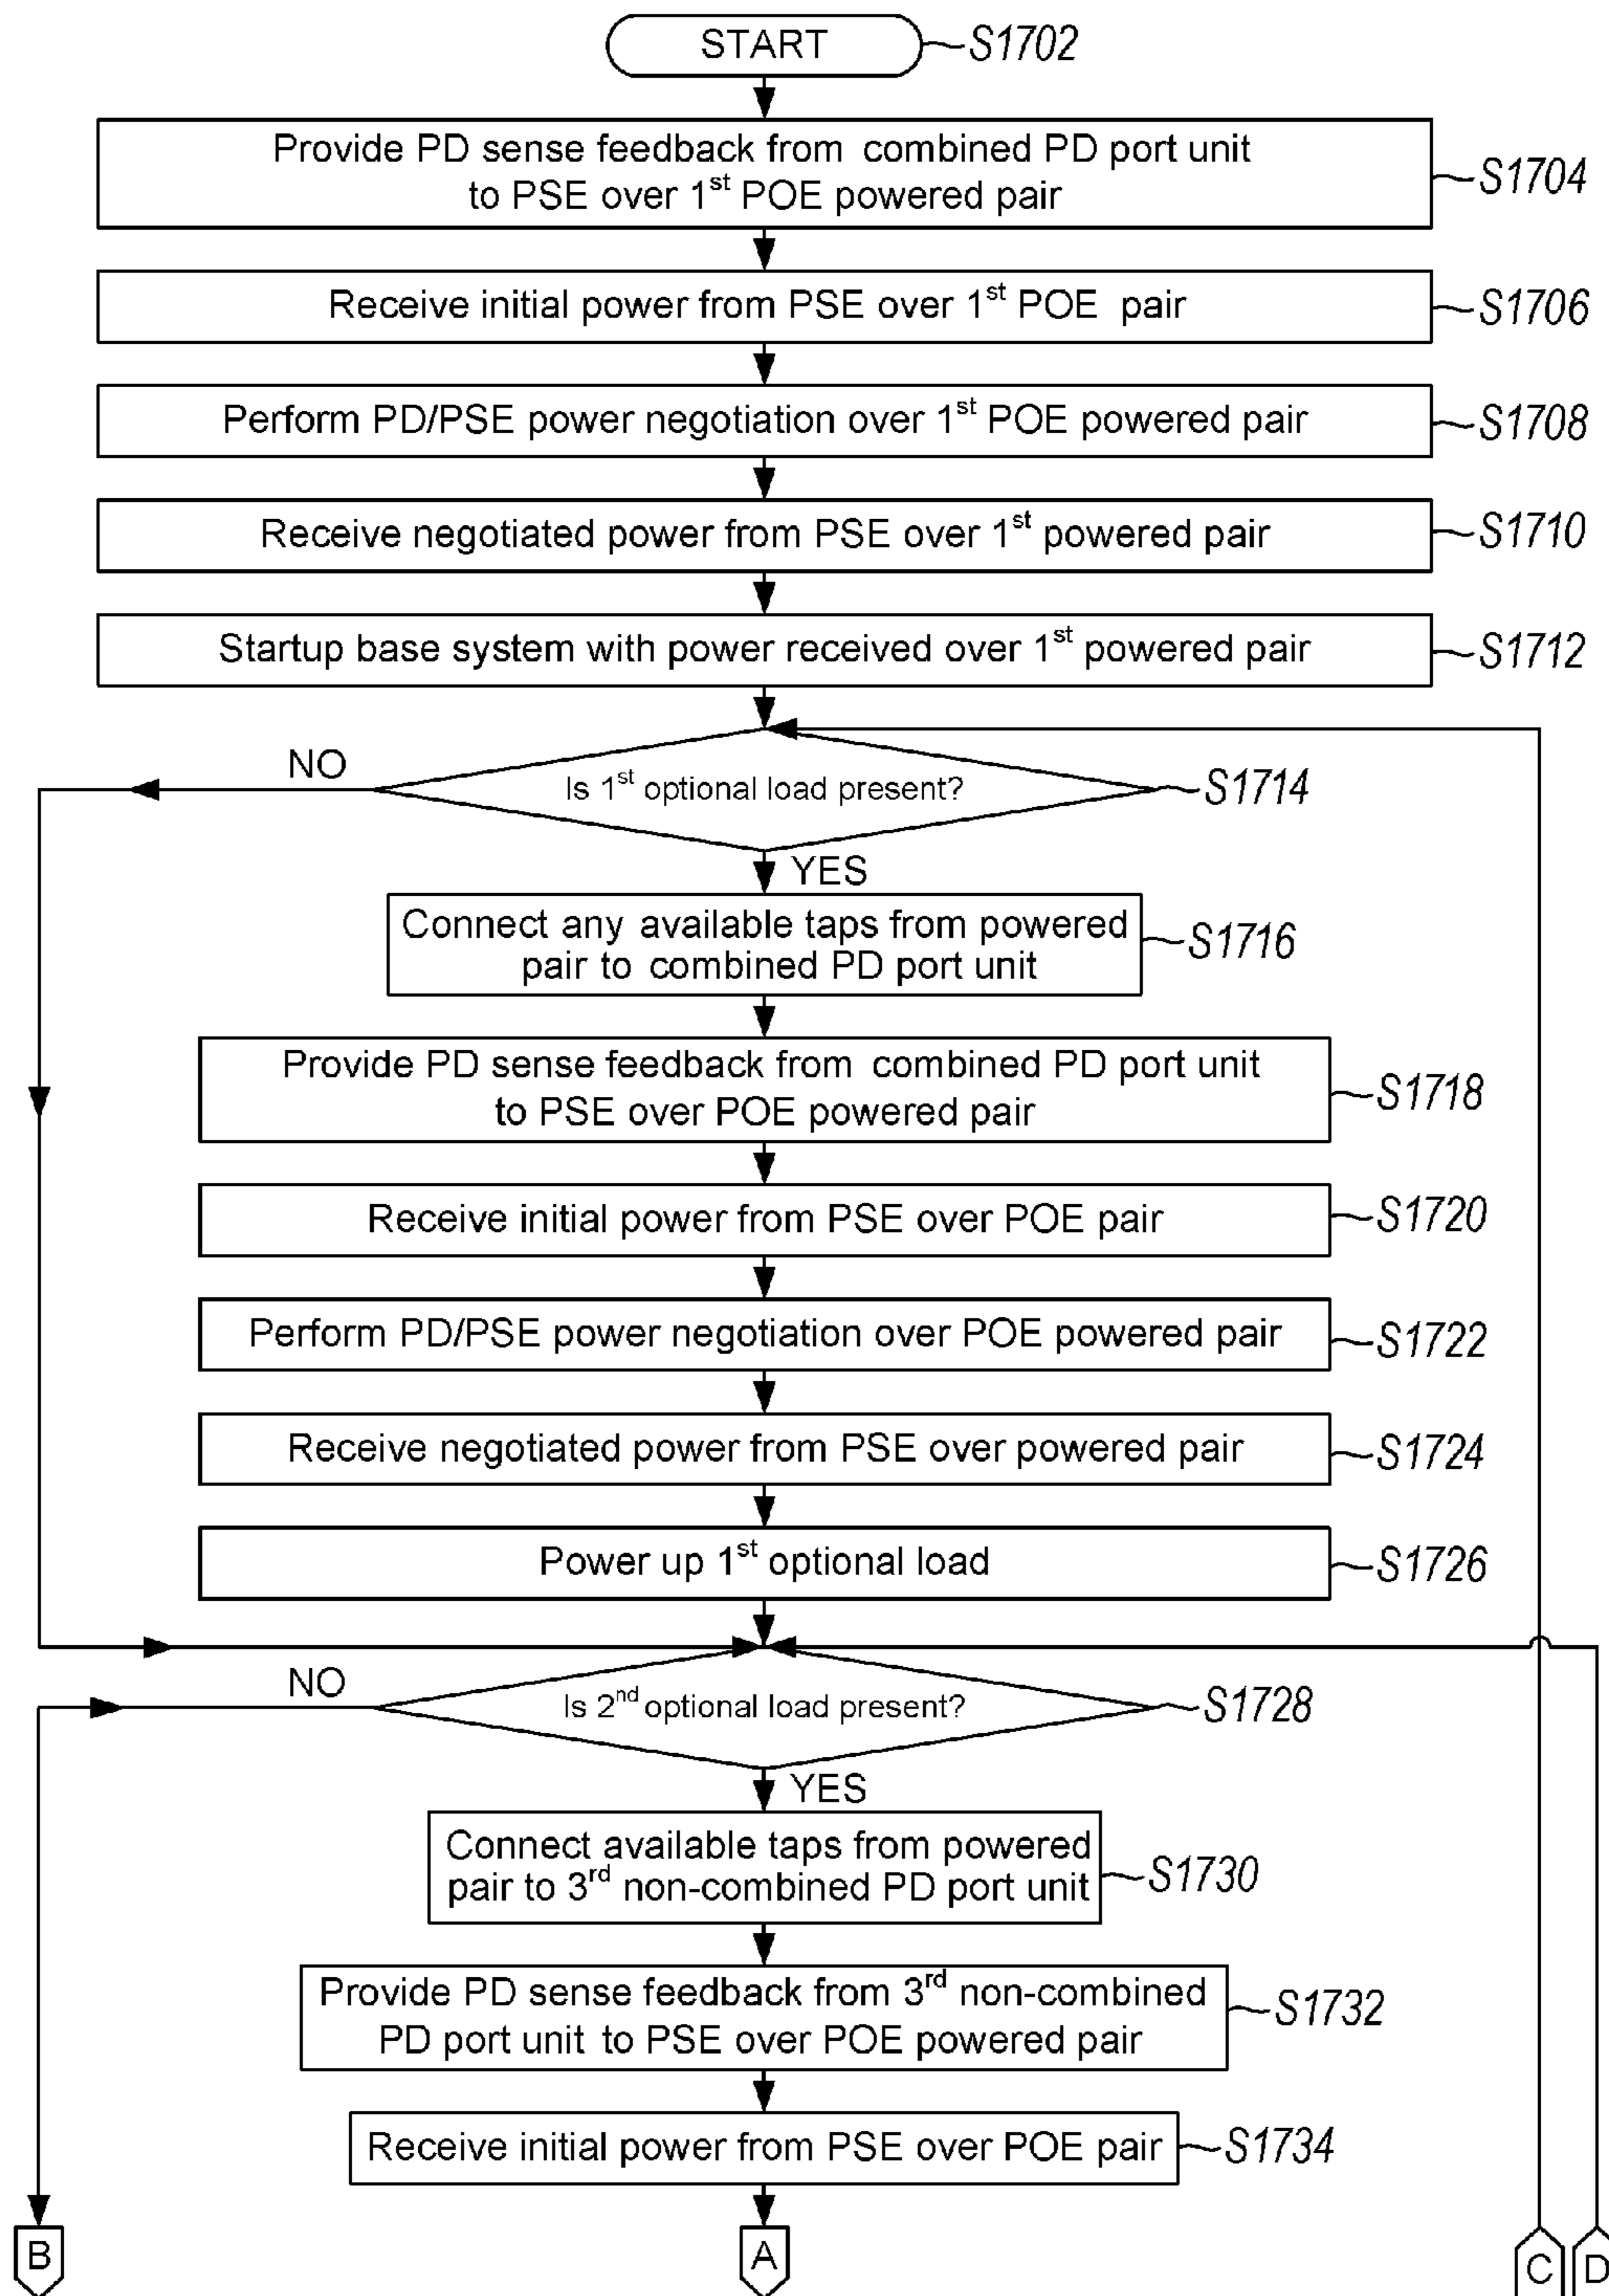 START
S1702
Provide PD sense feedback from combined PD port unit
to PSE over 1st POE powered pair
S1704
Receive initial power from PSE over 1st POE pair
S1706
Perform PD/PSE power negotiation over 1st POE powered pair
S1708
Receive negotiated power from PSE over 1st powered pair
S1710
Startup base system with power received over 1st powered pair
S1712
NO
Is 1st optional load present?
S1714
YES
Connect any available taps from powered
pair to combined PD port unit
S1716
Provide PD sense feedback from combined PD port unit
to PSE over POE powered pair
S1718
Receive initial power from PSE over POE pair
S1720
Perform PD/PSE power negotiation over POE powered pair
S1722
Receive negotiated power from PSE over powered pair
S1724
Power up 1st optional load
S1726
NO
Is 2nd optional load present?
S1728
YES
Connect available taps from powered
pair to 3rd non-combined PD port unit
S1730
Provide PD sense feedback from 3rd non-combined
PD port unit to PSE over POE powered pair
S1732
Receive initial power from PSE over POE pair
S1734
B
A
C
D